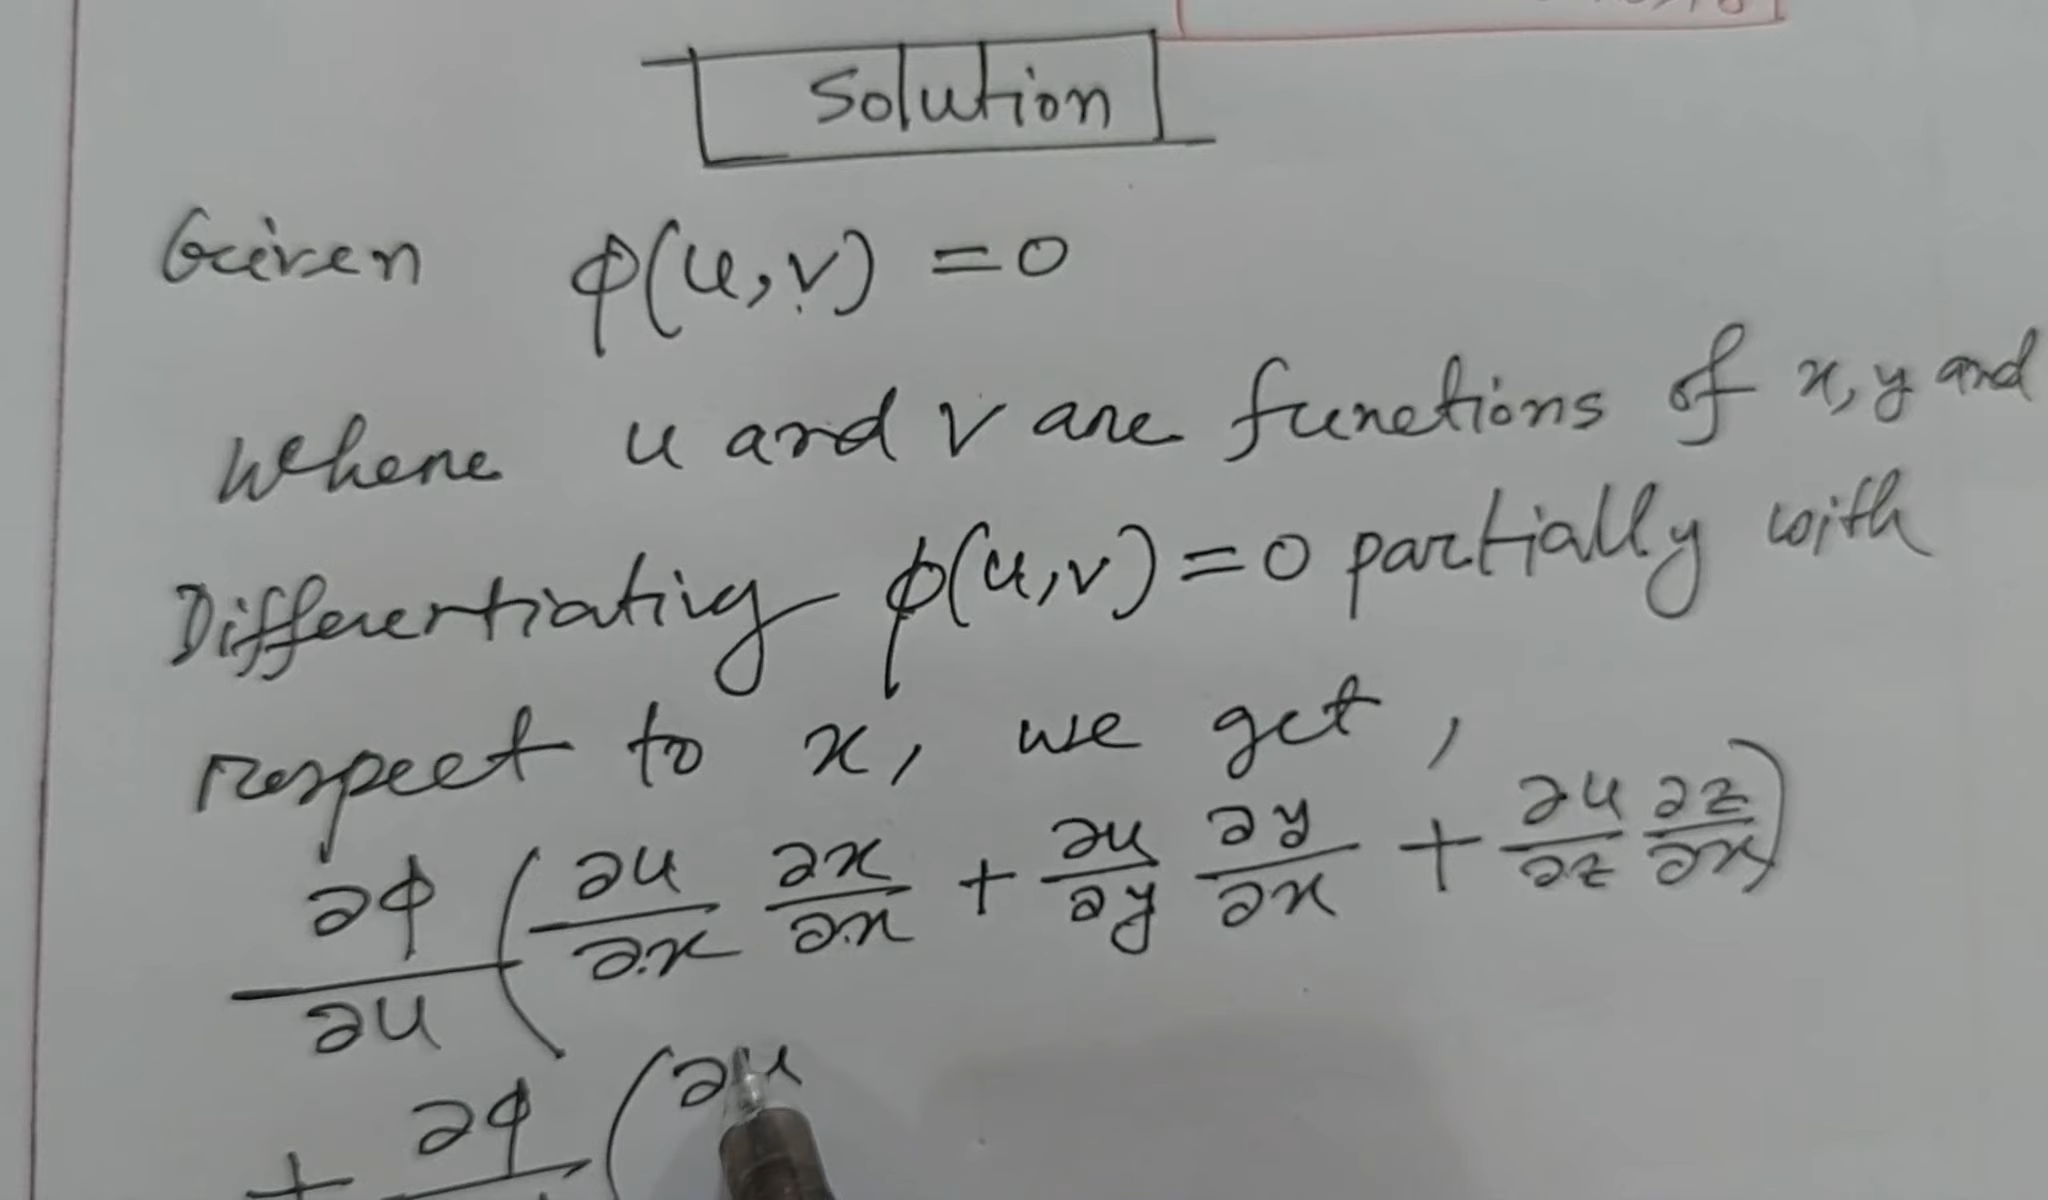 Solution
Given φ(u,v) = 0
Where u and v are functions of x, y and
Differentiating φ(u,v) = 0 partially with
respect to x, we get,
∂φ/∂u (∂u/∂x ∂x/∂x + ∂u/∂y ∂y/∂x + ∂u/∂z ∂z/∂x)
+ ∂φ (∂u